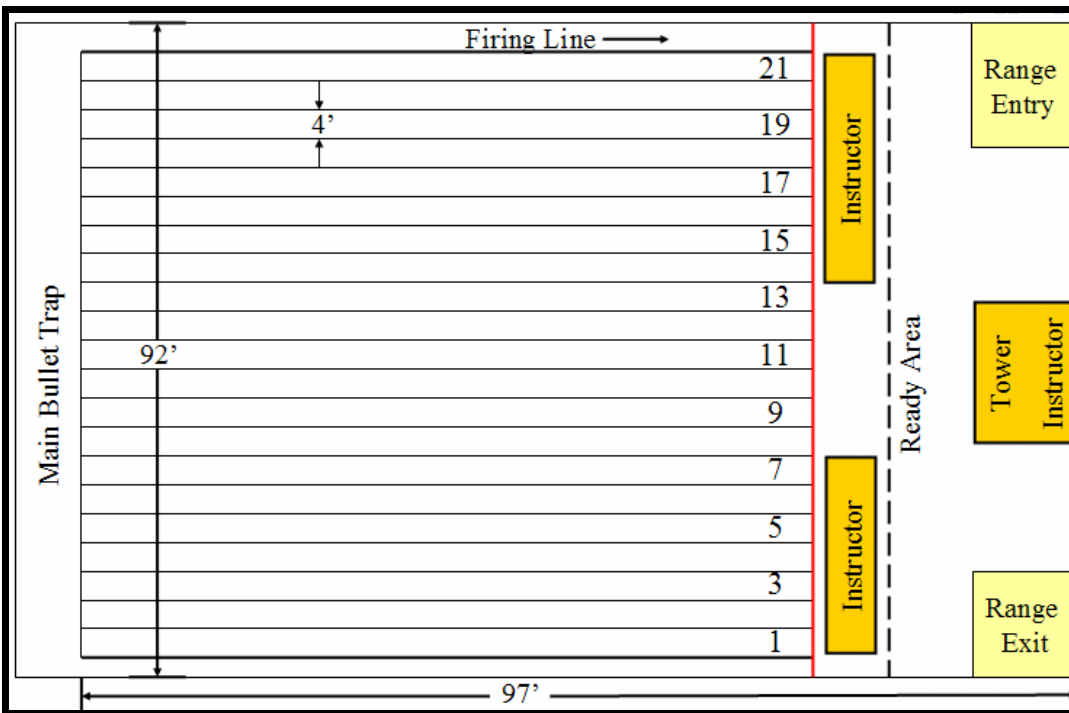 Firing Line
21
19
17
15
13
11
9
7
5
3
1
4’
92’
97’
Main Bullet Trap
Instructor
Instructor
Ready Area
Range
Entry
Tower
Instructor
Range
Exit